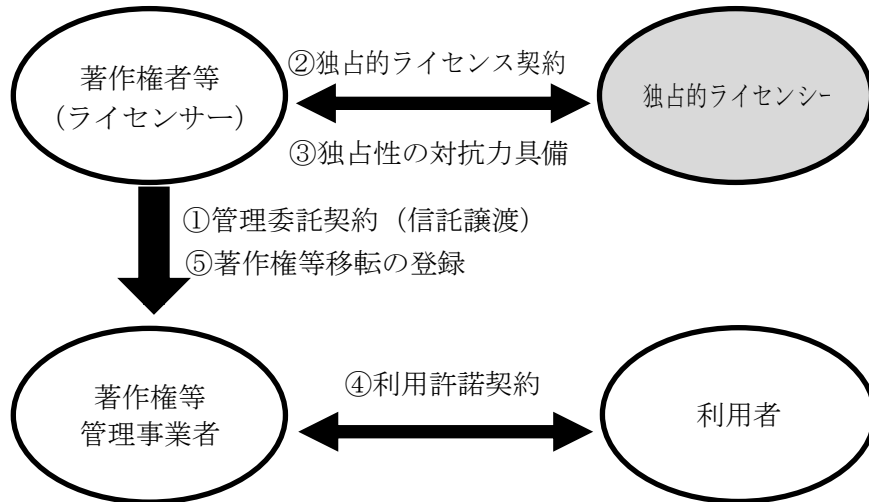 著作権者等
（ライセンサー）
②独占的ライセンス契約
③独占性の対抗力具備
独占的ライセンシー
①管理委託契約（信託譲渡）
⑤著作権等移転の登録
著作権等
管理事業者
④利用許諾契約
利用者